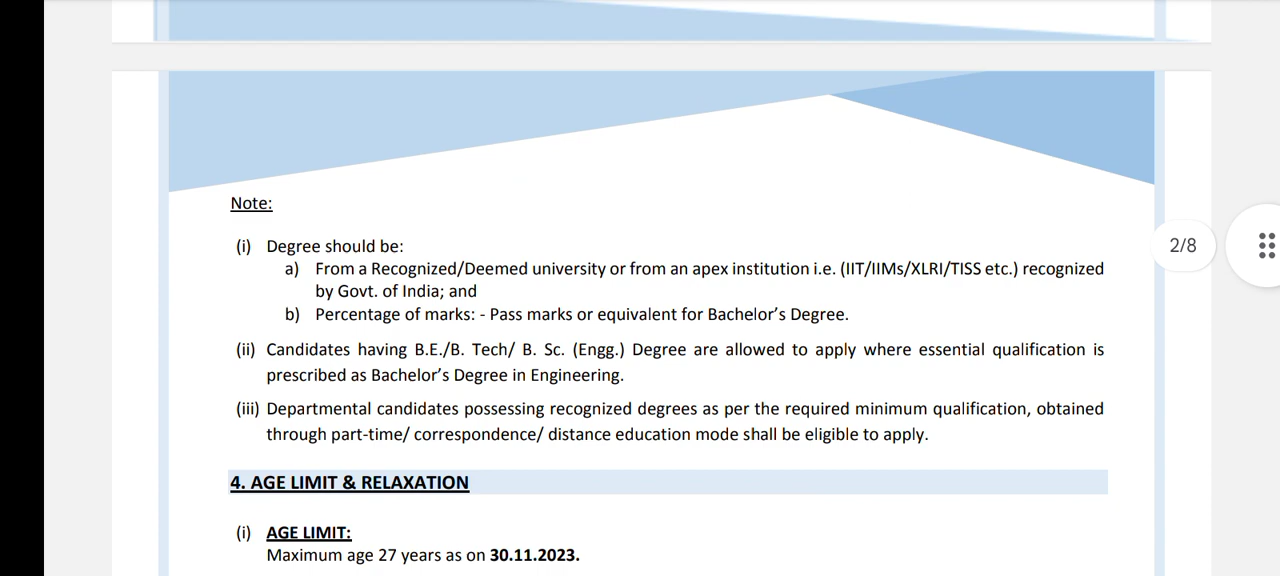 2/8
Note:
(i) Degree should be:
a) From a Recognized/Deemed university or from an apex institution i.e. (IIT/IIMs/XLRI/TISS etc.) recognized
by Govt. of India; and
b) Percentage of marks: - Pass marks or equivalent for Bachelor’s Degree.
(ii) Candidates having B.E./B. Tech/ B. Sc. (Engg.) Degree are allowed to apply where essential qualification is
prescribed as Bachelor’s Degree in Engineering.
(iii) Departmental candidates possessing recognized degrees as per the required minimum qualification, obtained
through part-time/ correspondence/ distance education mode shall be eligible to apply.
4. AGE LIMIT & RELAXATION
(i) AGE LIMIT:
Maximum age 27 years as on 30.11.2023.